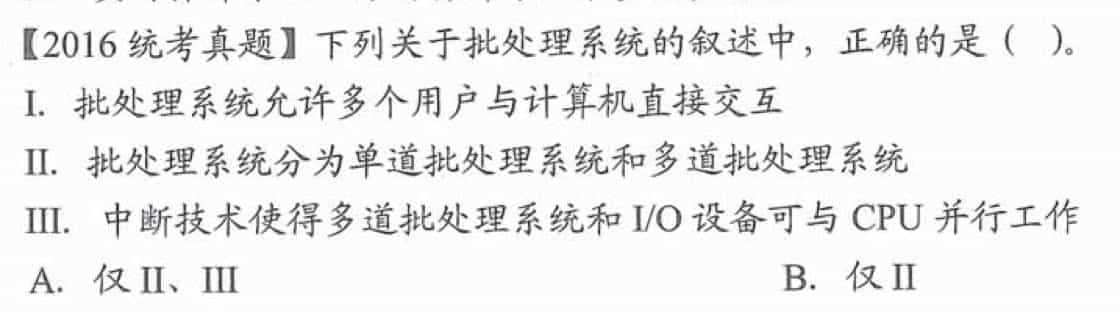 【2016 统考真题】下列关于批处理系统的叙述中，正确的是（ ）。
I. 批处理系统允许多个用户与计算机直接交互
II. 批处理系统分为单道批处理系统和多道批处理系统
III. 中断技术使得多道批处理系统和 I/O 设备可与 CPU 并行工作
A. 仅 II、III B. 仅 II